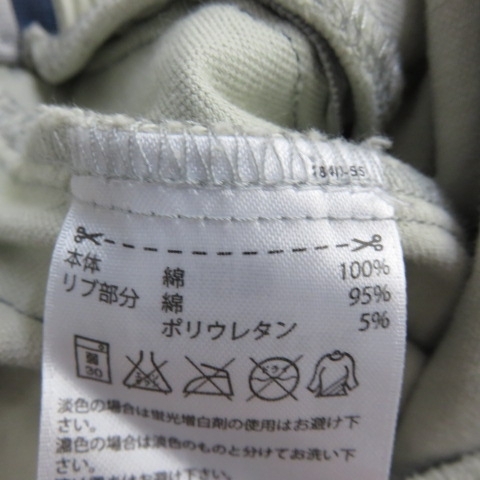 本体 綿 100%
リブ部分 綿 95%
ポリウレタン 5%
弱
30
淡色の場合は蛍光増白剤の使用はお避け下
さい。
濃色の場合は淡色のものと分けてお洗い下
さい。